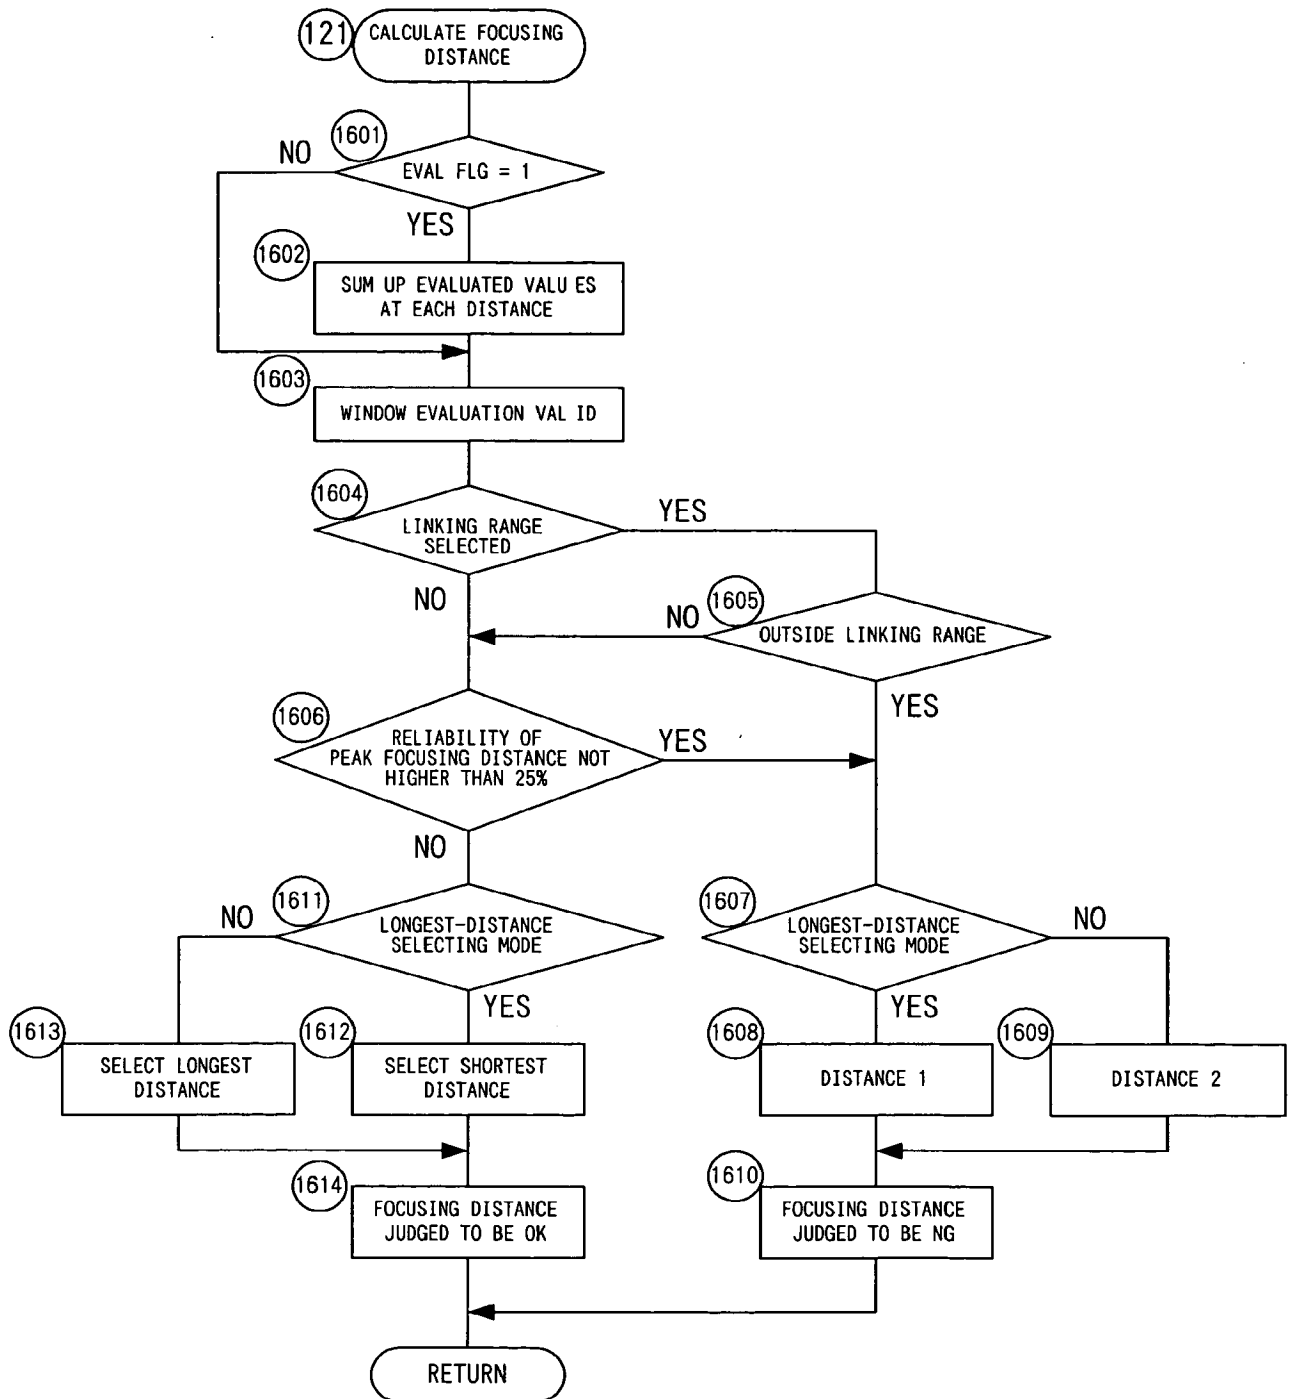 121
CALCULATE FOCUSING
DISTANCE
1601
NO
EVAL FLG = 1
YES
1602
SUM UP EVALUATED VALU ES
AT EACH DISTANCE
1603
WINDOW EVALUATION VAL ID
1604
YES
LINKING RANGE
SELECTED
NO
1605
NO
OUTSIDE LINKING RANGE
YES
1606
RELIABILITY OF
PEAK FOCUSING DISTANCE NOT
HIGHER THAN 25%
YES
NO
1611
NO
LONGEST-DISTANCE
SELECTING MODE
YES
1607
LONGEST-DISTANCE
SELECTING MODE
NO
YES
1613
SELECT LONGEST
DISTANCE
1612
SELECT SHORTEST
DISTANCE
1608
DISTANCE 1
1609
DISTANCE 2
1614
FOCUSING DISTANCE
JUDGED TO BE OK
1610
FOCUSING DISTANCE
JUDGED TO BE NG
RETURN